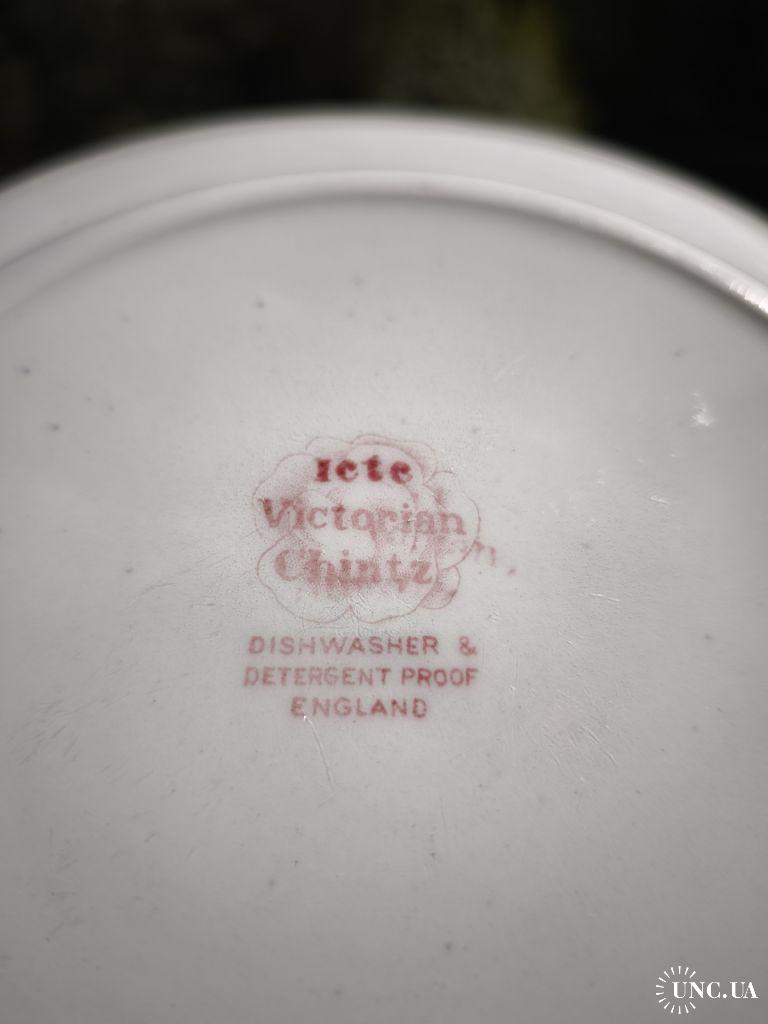 Icte
Victorian
Chintz
DISHWASHER &
DETERGENT PROOF
ENGLAND
UNC.UA